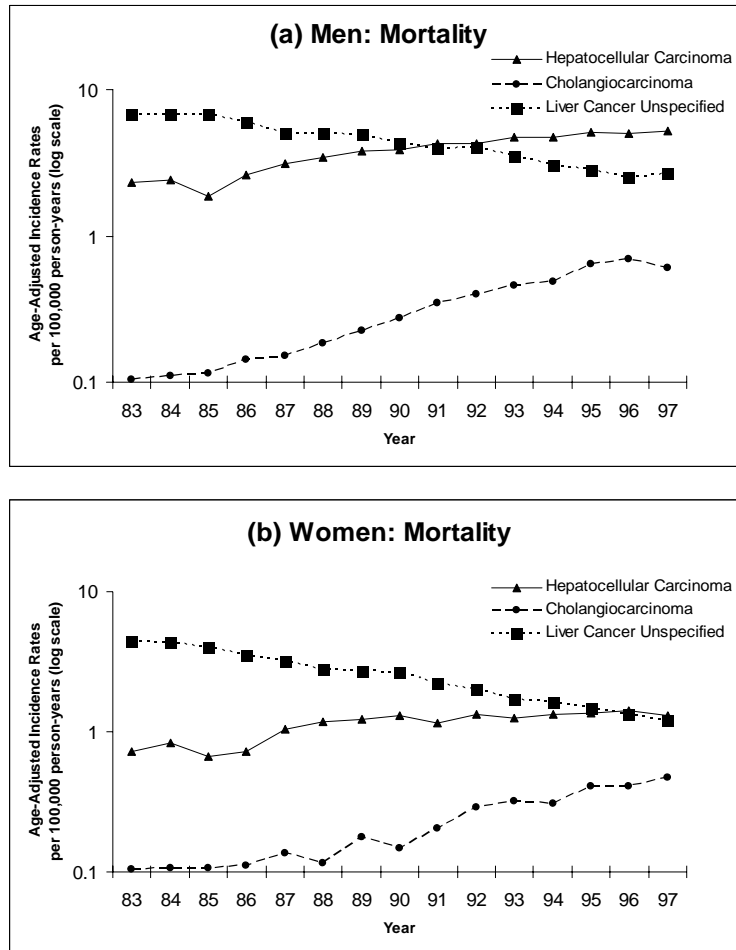 (a) Men: Mortality
Hepatocellular Carcinoma
Cholangiocarcinoma
Liver Cancer Unspecified
Age-Adjusted Incidence Rates
per 100,000 person-years (log scale)
10
1
0.1
83 84 85 86 87 88 89 90 91 92 93 94 95 96 97
Year
(b) Women: Mortality
Hepatocellular Carcinoma
Cholangiocarcinoma
Liver Cancer Unspecified
Age-Adjusted Incidence Rates
per 100,000 person-years (log scale)
10
1
0.1
83 84 85 86 87 88 89 90 91 92 93 94 95 96 97
Year